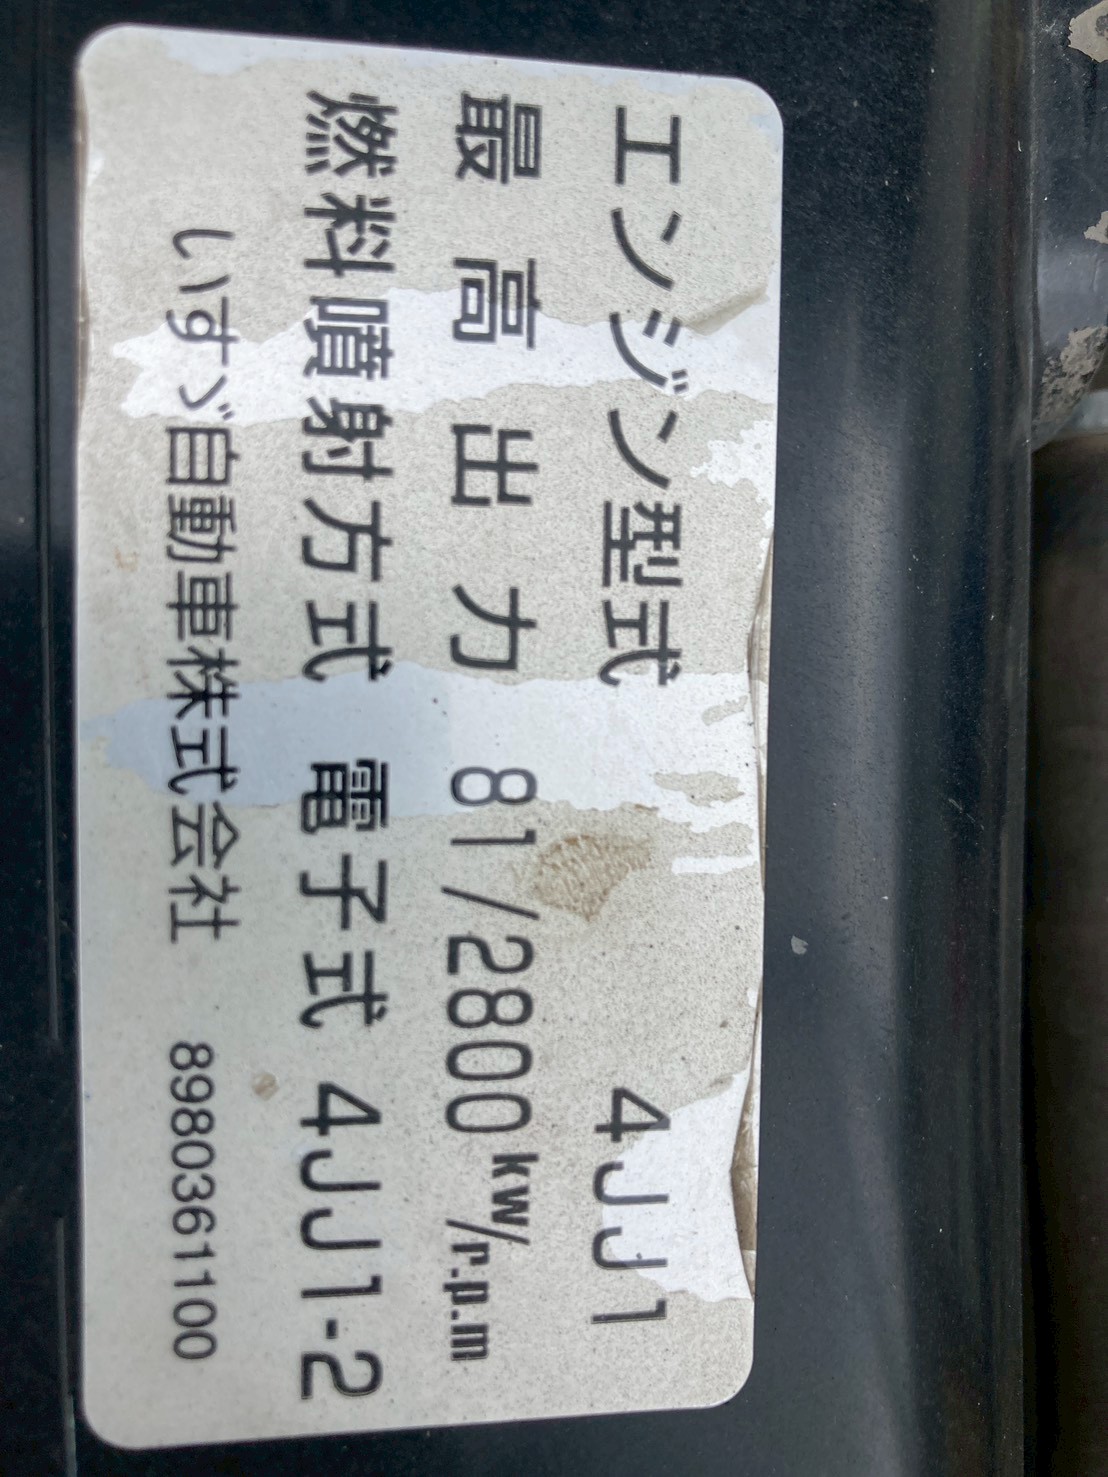 エンジン型式 4JJ1
最高出力 81/2800kW/r.p.m
燃料噴射方式 電子式 4JJ1-2
いすゞ自動車株式会社 8980361100